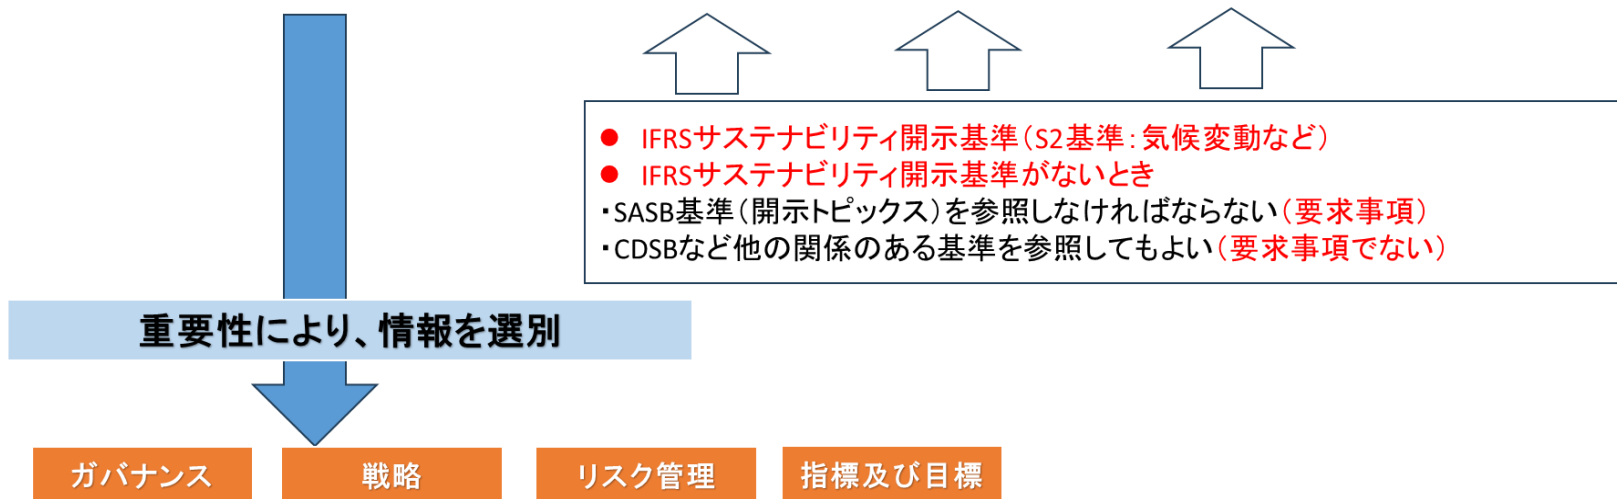 ● IFRSサステナビリティ開示基準（S2基準：気候変動など）
● IFRSサステナビリティ開示基準がないとき
・SASB基準（開示トピックス）を参照しなければならない（要求事項）
・CDSBなど他の関係のある基準を参照してもよい（要求事項でない）
重要性により、情報を選別
ガバナンス
戦略
リスク管理
指標及び目標